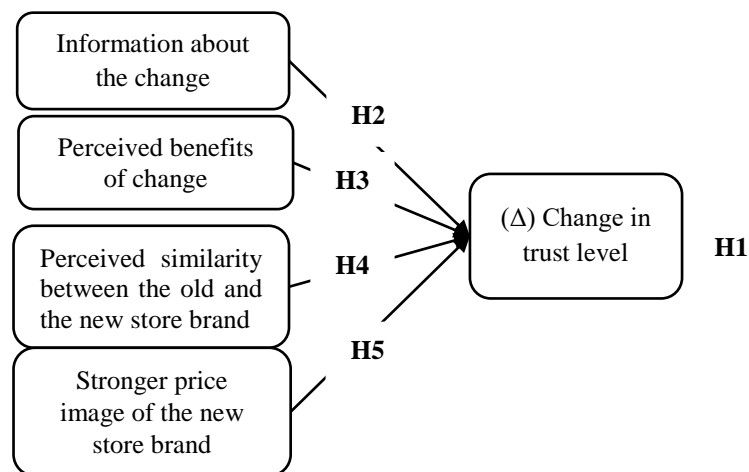 Information about
the change
H2
Perceived benefits
of change
H3
(Δ) Change in
trust level
H1
Perceived similarity
between the old and
the new store brand
H4
H5
Stronger price
image of the new
store brand